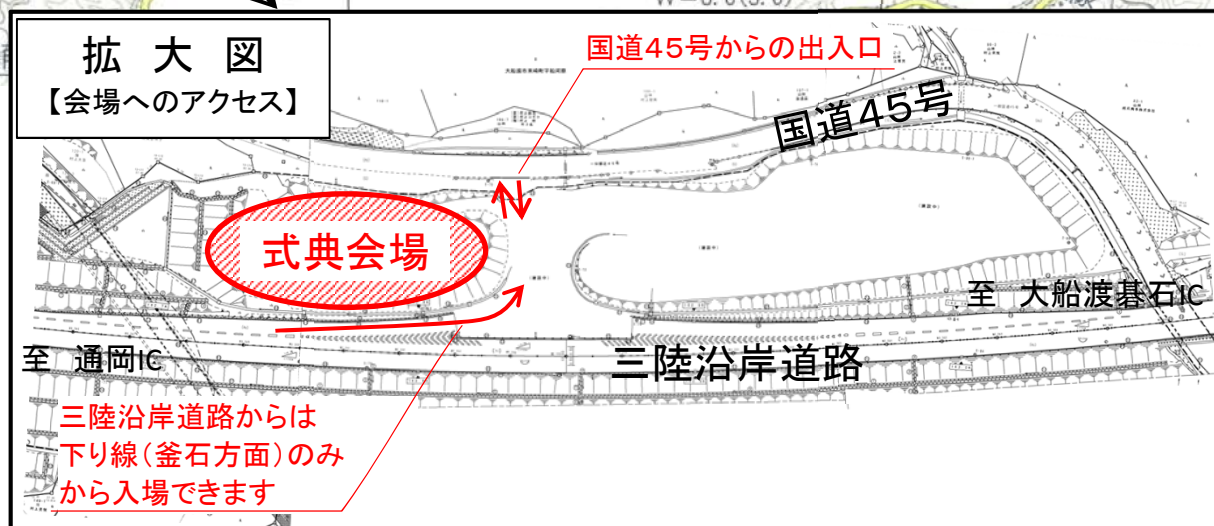 拡大図
【会場へのアクセス】
国道45号からの出入口
国道45号
式典会場
至 大船渡碁石IC
至 通岡IC
三陸沿岸道路
三陸沿岸道路からは
下り線(釜石方面)のみ
から入場できます